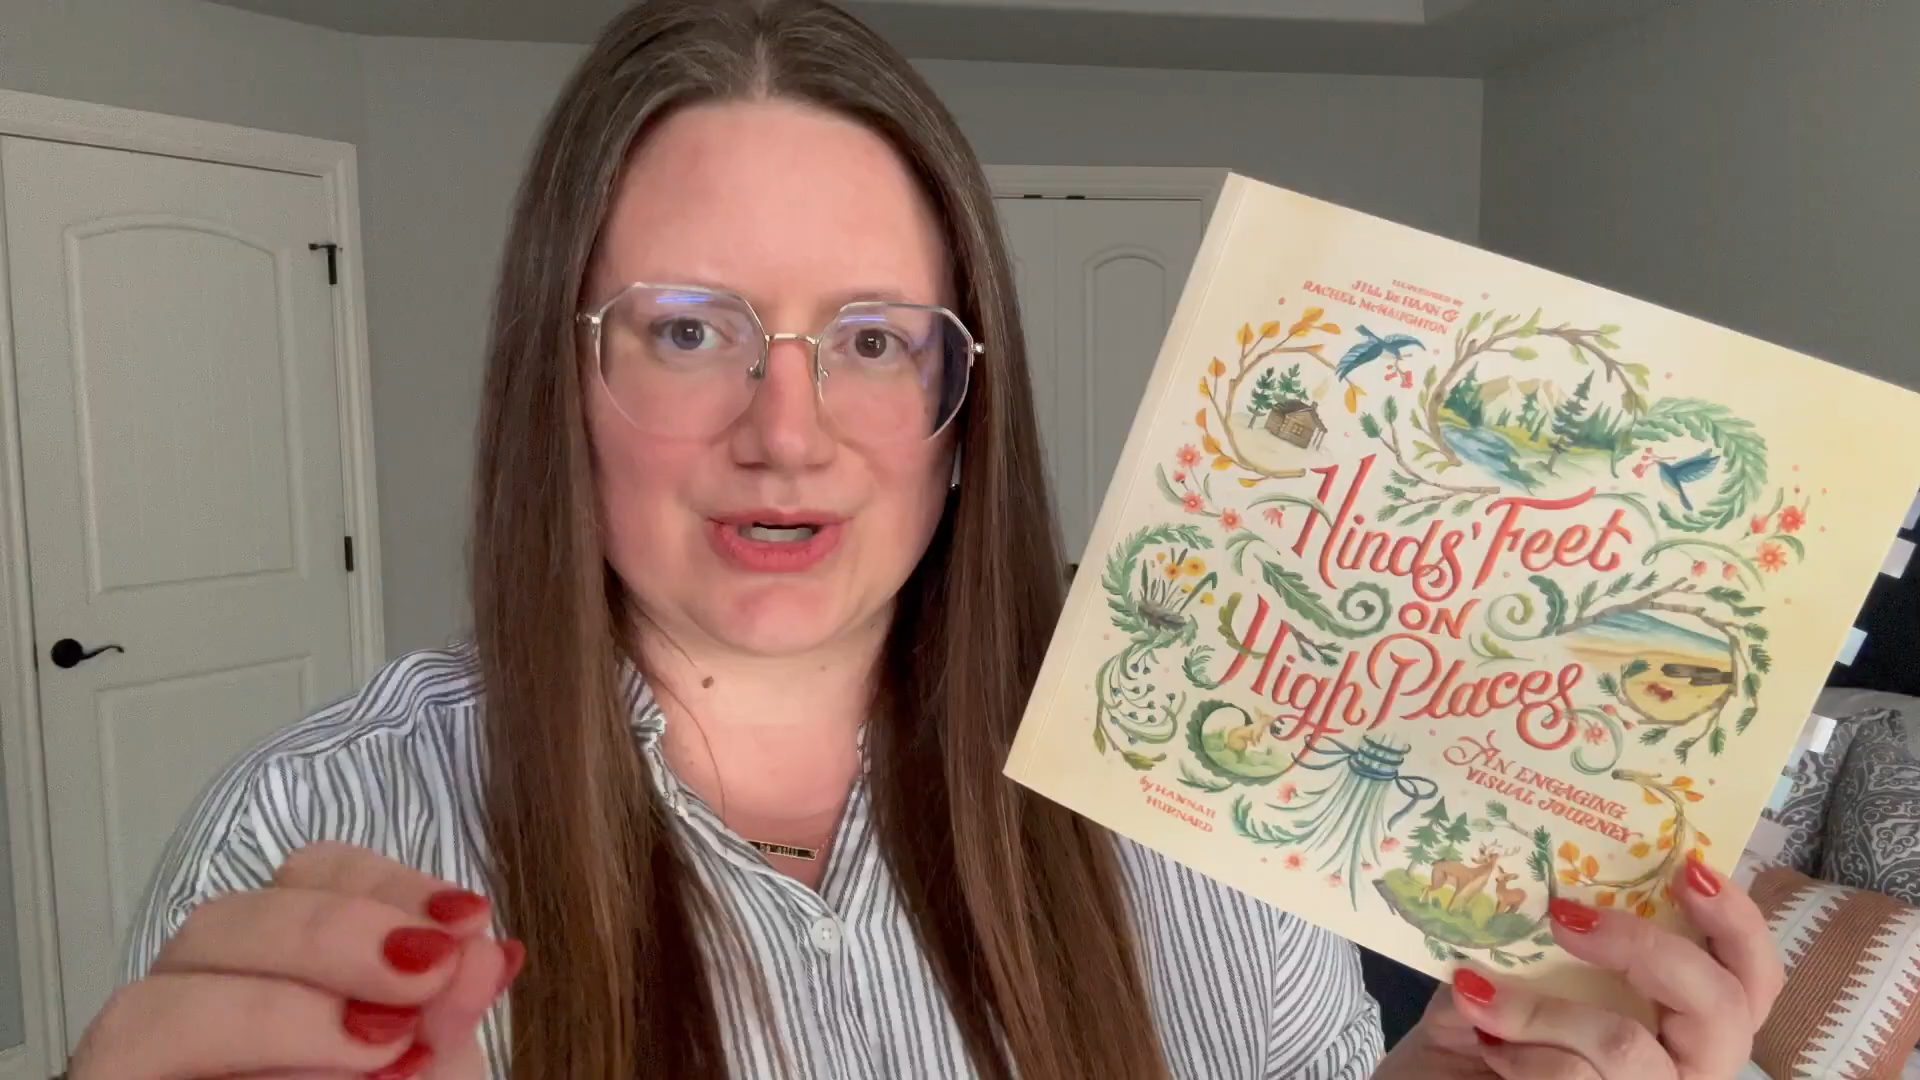 ILLUSTRATED BY
JILL DE HAAN &
RACHEL MCNAUGHTON
Hinds' Feet
ON
High Places
AN ENGAGING
VISUAL JOURNEY
by HANNAH
HURNARD